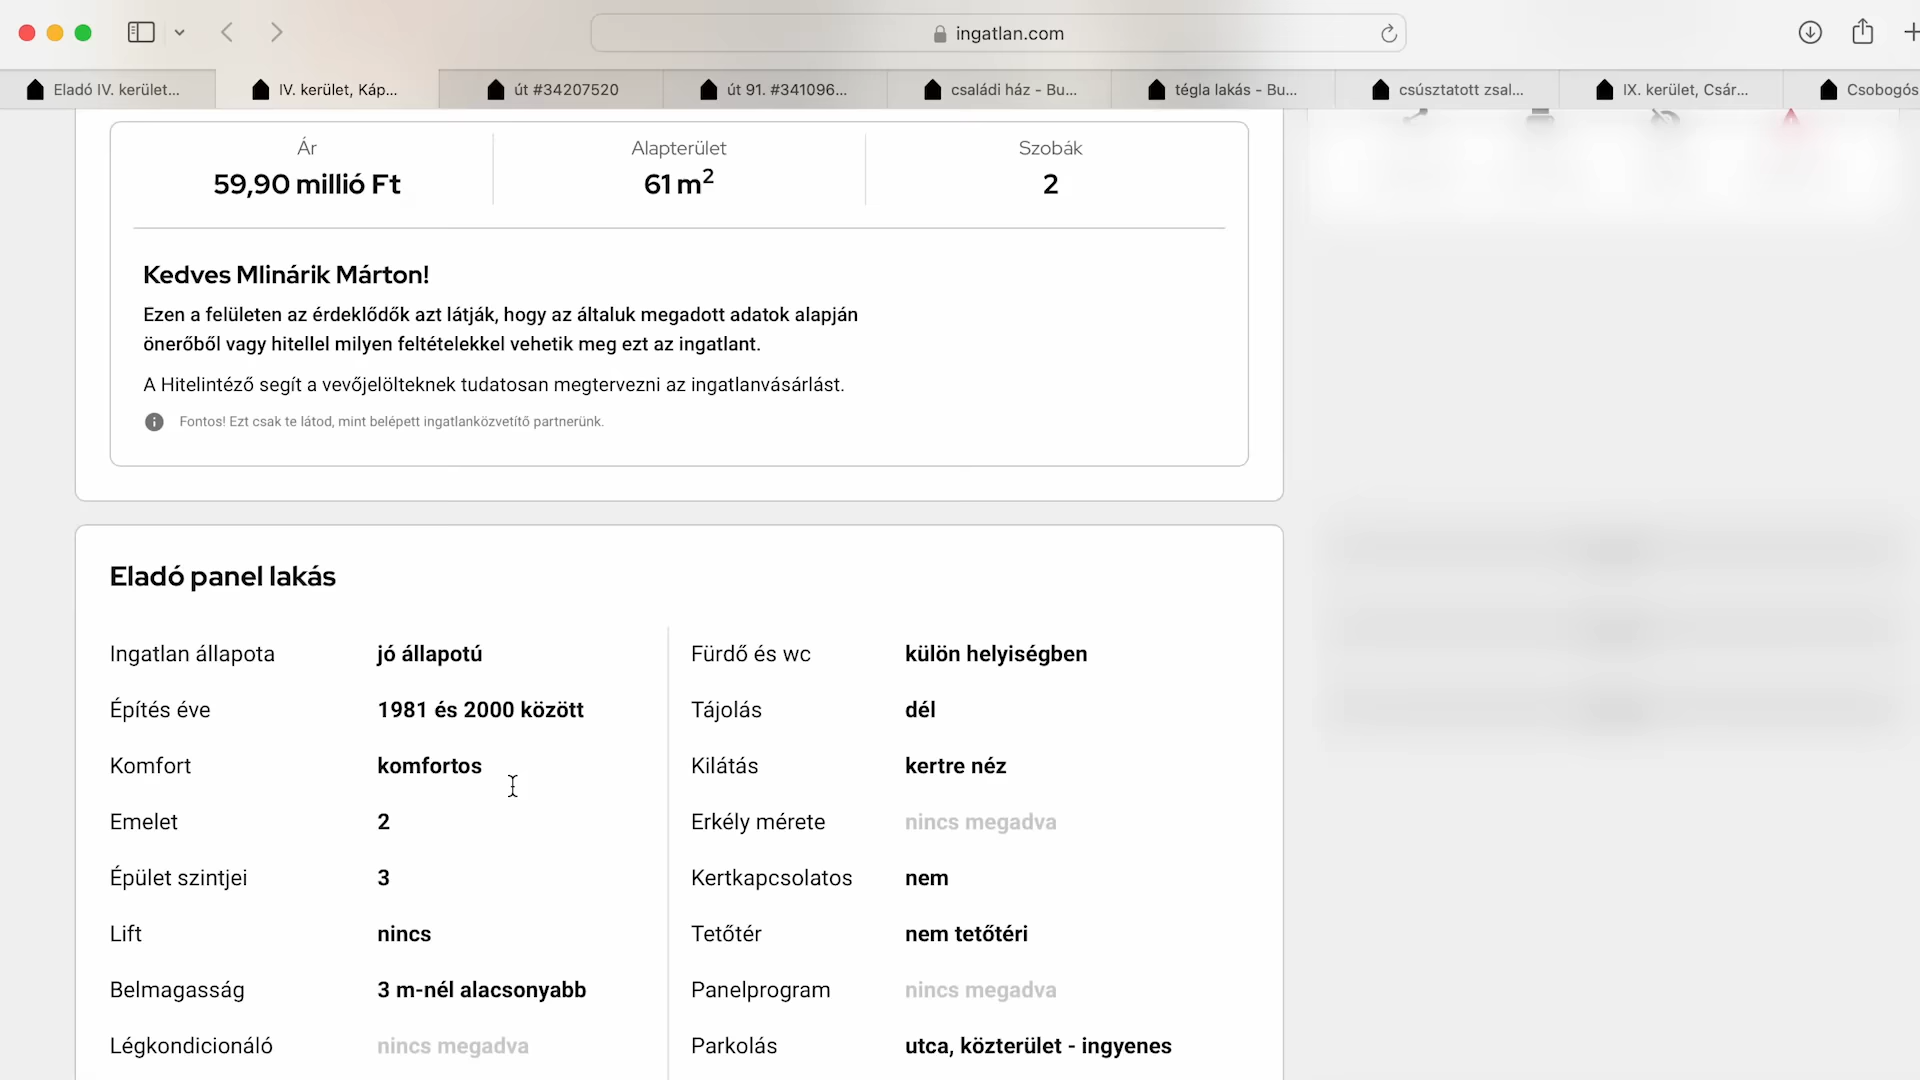 ingatlan.com
Eladó IV. kerület...
IV. kerület, Káp...
út #34207520
út 91. #341096...
családi ház - Bu...
tégla lakás - Bu...
csúsztatott zsal...
IX. kerület, Csár...
Csobogós
Ár
Alapterület
Szobák
59,90 millió Ft
61 m²
2
Kedves Mlinárik Márton!
Ezen a felületen az érdeklődők azt látják, hogy az általuk megadott adatok alapján
önerőből vagy hitellel milyen feltételekkel vehetik meg ezt az ingatlant.
A Hitelintéző segít a vevőjelölteknek tudatosan megtervezni az ingatlanvásárlást.
Fontos! Ezt csak te látod, mint belépett ingatlanközvetítő partnerünk.
Eladó panel lakás
Ingatlan állapota jó állapotú
Építés éve 1981 és 2000 között
Komfort komfortos
Emelet 2
Épület szintjei 3
Lift nincs
Belmagasság 3 m-nél alacsonyabb
Légkondicionáló nincs megadva
Fürdő és wc külön helyiségben
Tájolás dél
Kilátás kertre néz
Erkély mérete nincs megadva
Kertkapcsolatos nem
Tetőtér nem tetőtéri
Panelprogram nincs megadva
Parkolás utca, közterület - ingyenes